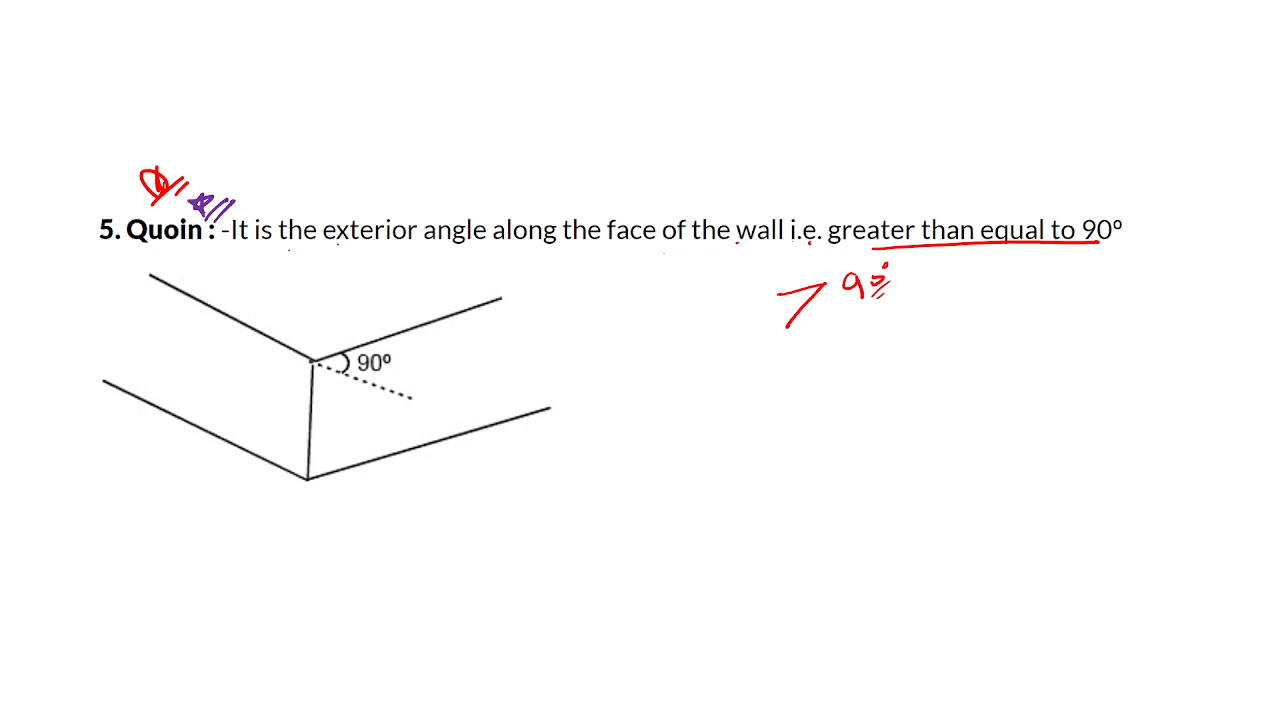 5. Quoin : -It is the exterior angle along the face of the wall i.e. greater than equal to 90º
> 90°
90º